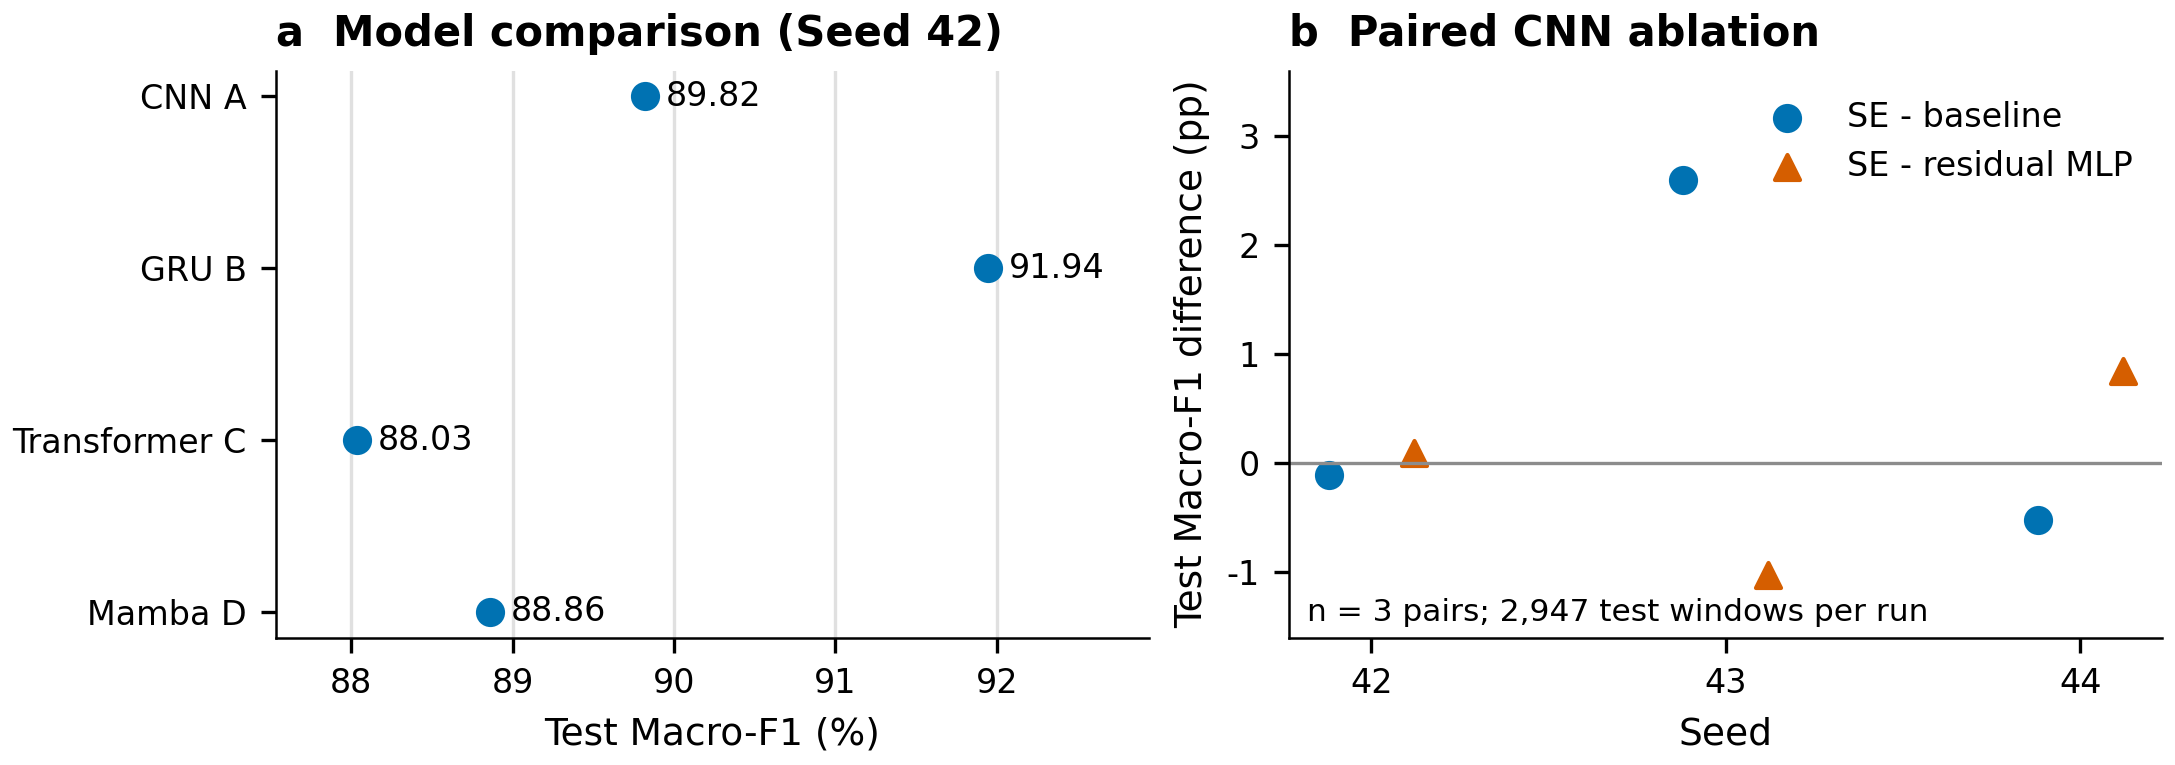 a  Model comparison (Seed 42)
CNN A
89.82
GRU B
91.94
Transformer C
88.03
Mamba D
88.86
88 89 90 91 92
Test Macro-F1 (%)
b  Paired CNN ablation
Test Macro-F1 difference (pp)
3
2
1
0
-1
SE - baseline
SE - residual MLP
n = 3 pairs; 2,947 test windows per run
42 43 44
Seed